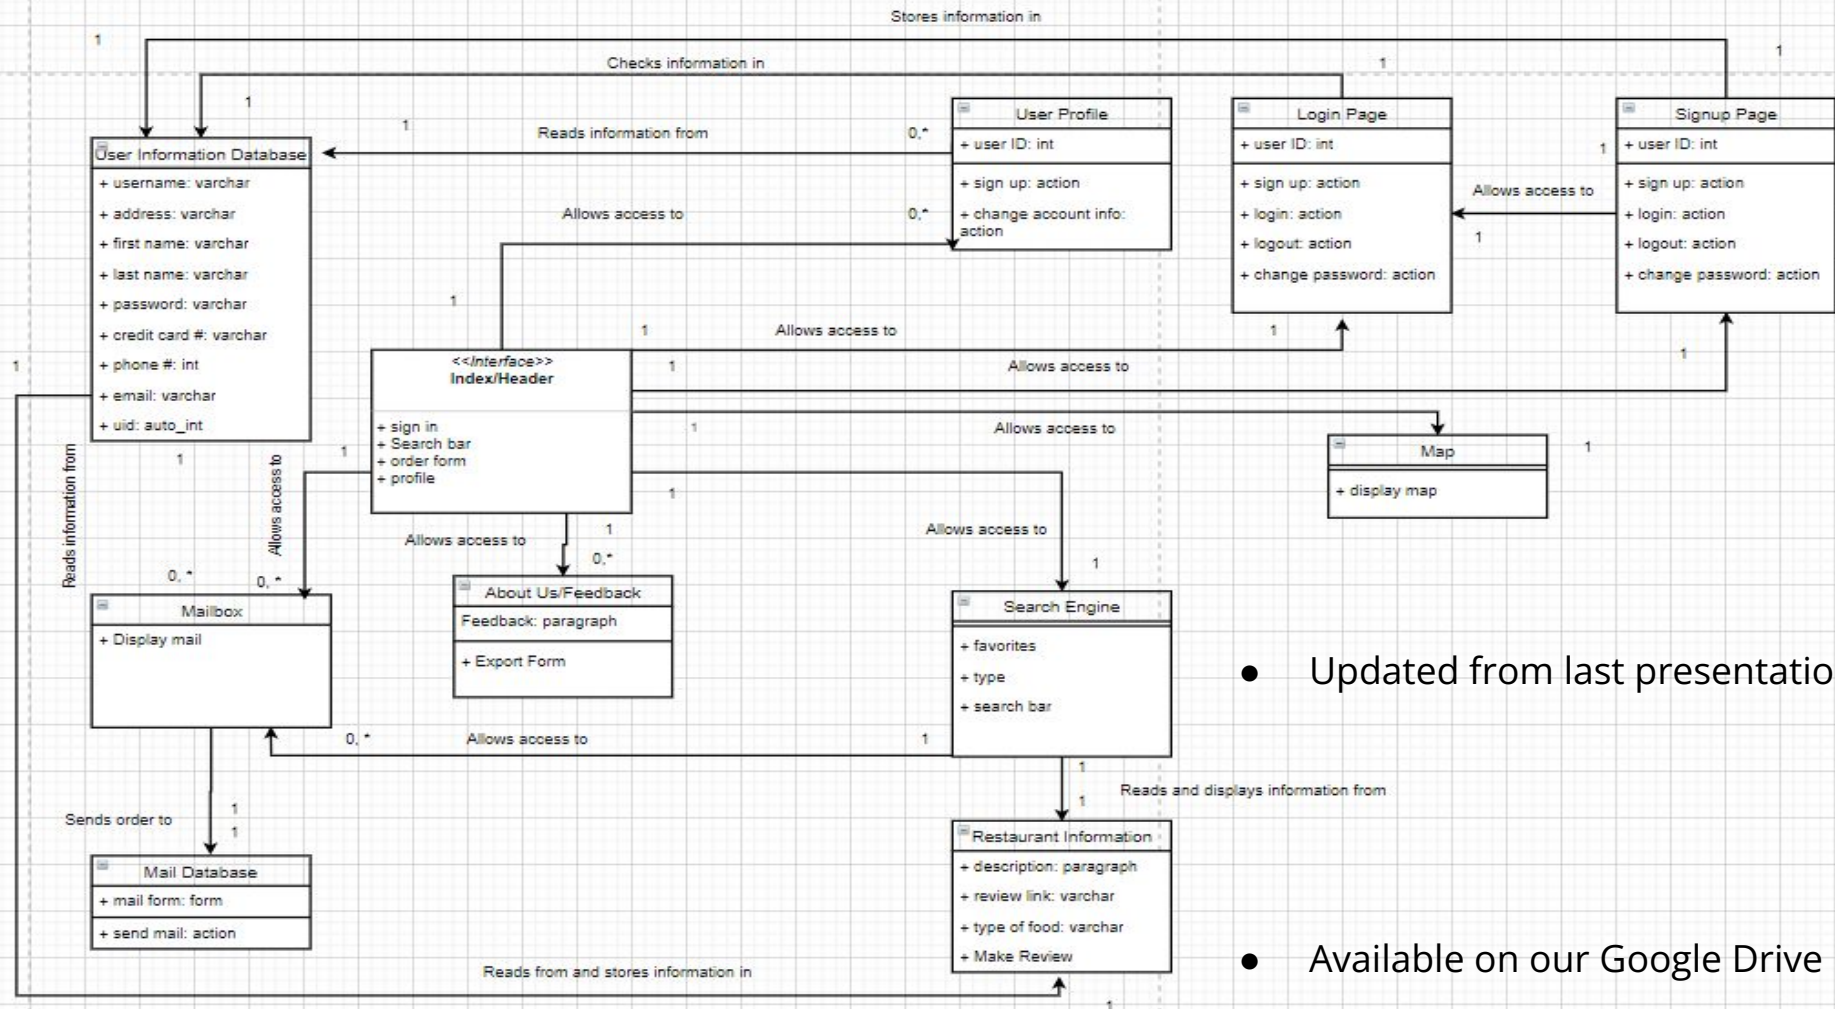 Stores information in
1
1
Checks information in
1
1
User Information Database
+ username: varchar
+ address: varchar
+ first name: varchar
+ last name: varchar
+ password: varchar
+ credit card #: varchar
+ phone #: int
+ email: varchar
+ uid: auto_int
1
Reads information from
0,*
User Profile
+ user ID: int
+ sign up: action
+ change account info:
action
Login Page
+ user ID: int
+ sign up: action
+ login: action
+ logout: action
+ change password: action
1
Allows access to
1
Signup Page
+ user ID: int
+ sign up: action
+ login: action
+ logout: action
+ change password: action
Allows access to
0,*
1
1
Allows access to
1
1
Allows access to
1
<<Interface>>
Index/Header
+ sign in
+ Search bar
+ order form
+ profile
1
Allows access to
1
Map
+ display map
1
Reads information from
1
Allows access to
1
0, *
0, *
Allows access to
1
0,*
1
Allows access to
1
Mailbox
+ Display mail
About Us/Feedback
Feedback: paragraph
+ Export Form
Search Engine
+ favorites
+ type
+ search bar
● Updated from last presentatio
0, *
Allows access to
1
1
Reads and displays information from
1
Sends order to
1
1
Mail Database
+ mail form: form
+ send mail: action
Restaurant Information
+ description: paragraph
+ review link: varchar
+ type of food: varchar
+ Make Review
● Available on our Google Drive
Reads from and stores information in
1